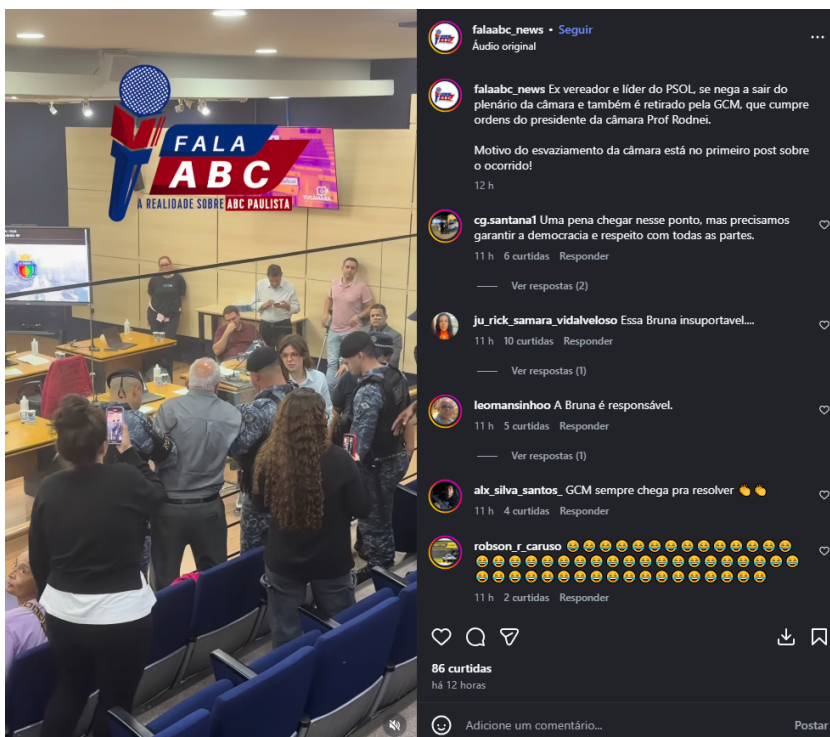 FALA
ABC
A REALIDADE SOBRE ABC PAULISTA
TVCÂMARA
falaabc_news • Seguir
Áudio original
falaabc_news Ex vereador e líder do PSOL, se nega a sair do
plenário da câmara e também é retirado pela GCM, que cumpre
ordens do presidente da câmara Prof Rodnei.
Motivo do esvaziamento da câmara está no primeiro post sobre
o ocorrido!
12 h
cg.santana1 Uma pena chegar nesse ponto, mas precisamos
garantir a democracia e respeito com todas as partes.
11 h 6 curtidas Responder
Ver respostas (2)
ju_rick_samara_vidalveloso Essa Bruna insuportavel....
11 h 10 curtidas Responder
Ver respostas (1)
leomansinhoo A Bruna é responsável.
11 h 5 curtidas Responder
Ver respostas (1)
alx_silva_santos_ GCM sempre chega pra resolver 👏👏
11 h 4 curtidas Responder
robson_r_caruso 😂😂😂😂😂😂😂😂😂😂😂😂😂😂
😂😂😂😂😂😂😂😂😂😂😂😂😂😂😂😂😂😂😂😂
😂😂😂😂😂😂😂😂😂😂😂😂😂😂😂😂😂😂
11 h 2 curtidas Responder
86 curtidas
há 12 horas
Adicione um comentário...
Postar